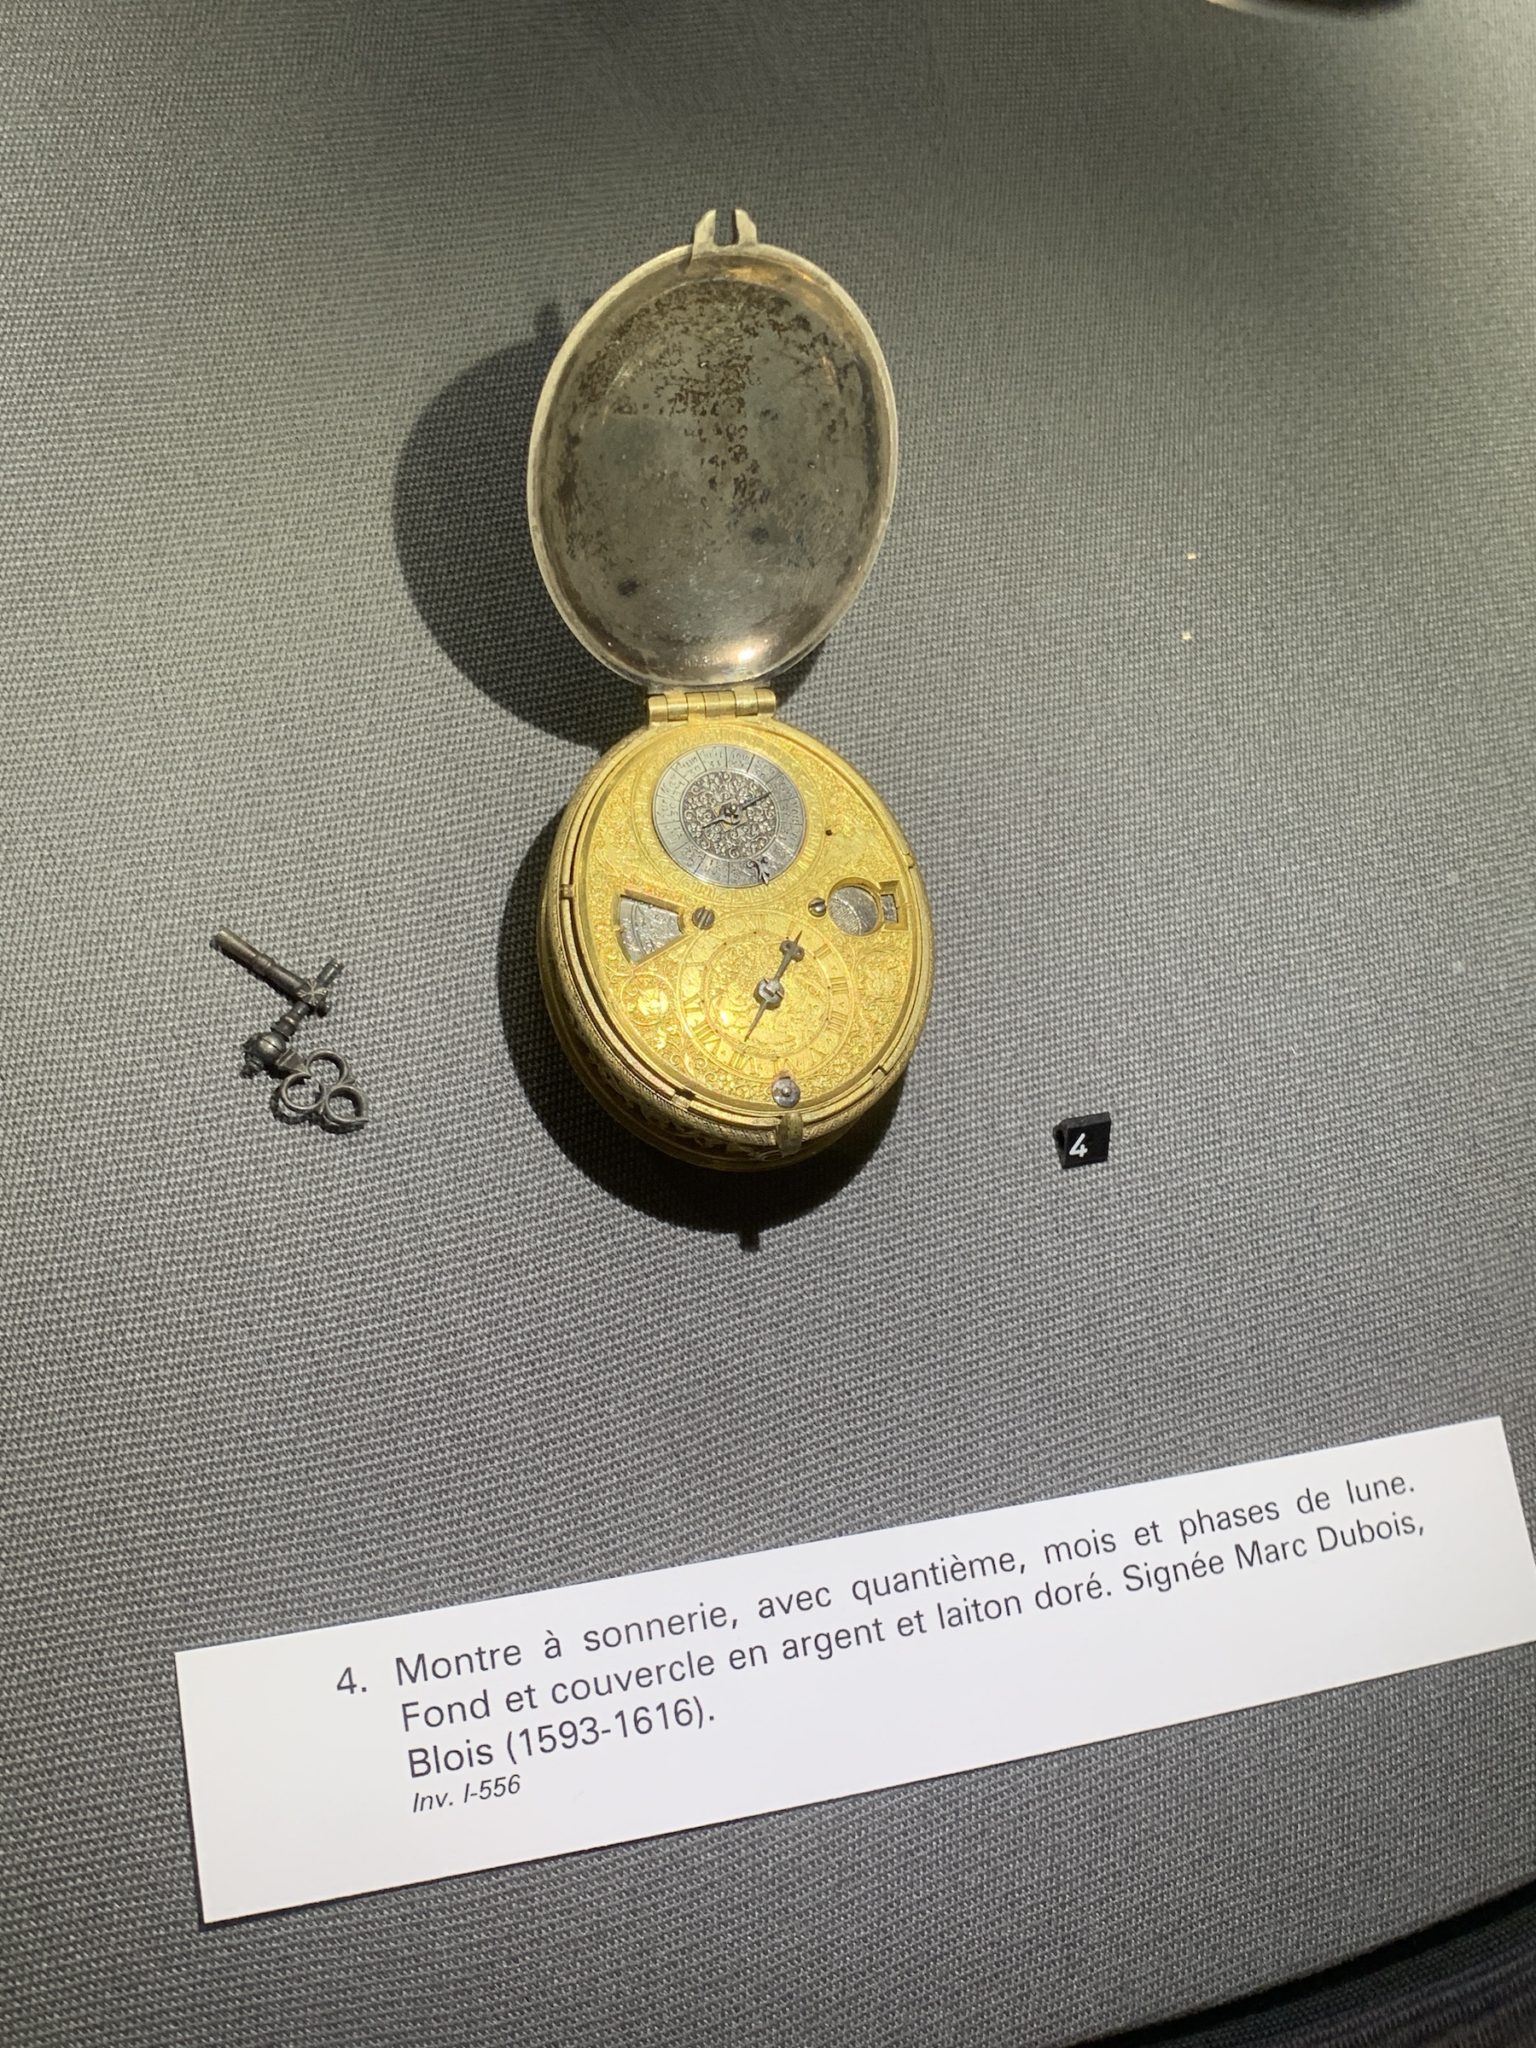 4
4. Montre à sonnerie, avec quantième, mois et phases de lune.
Fond et couvercle en argent et laiton doré. Signée Marc Dubois,
Blois (1593-1616).
Inv. I-556